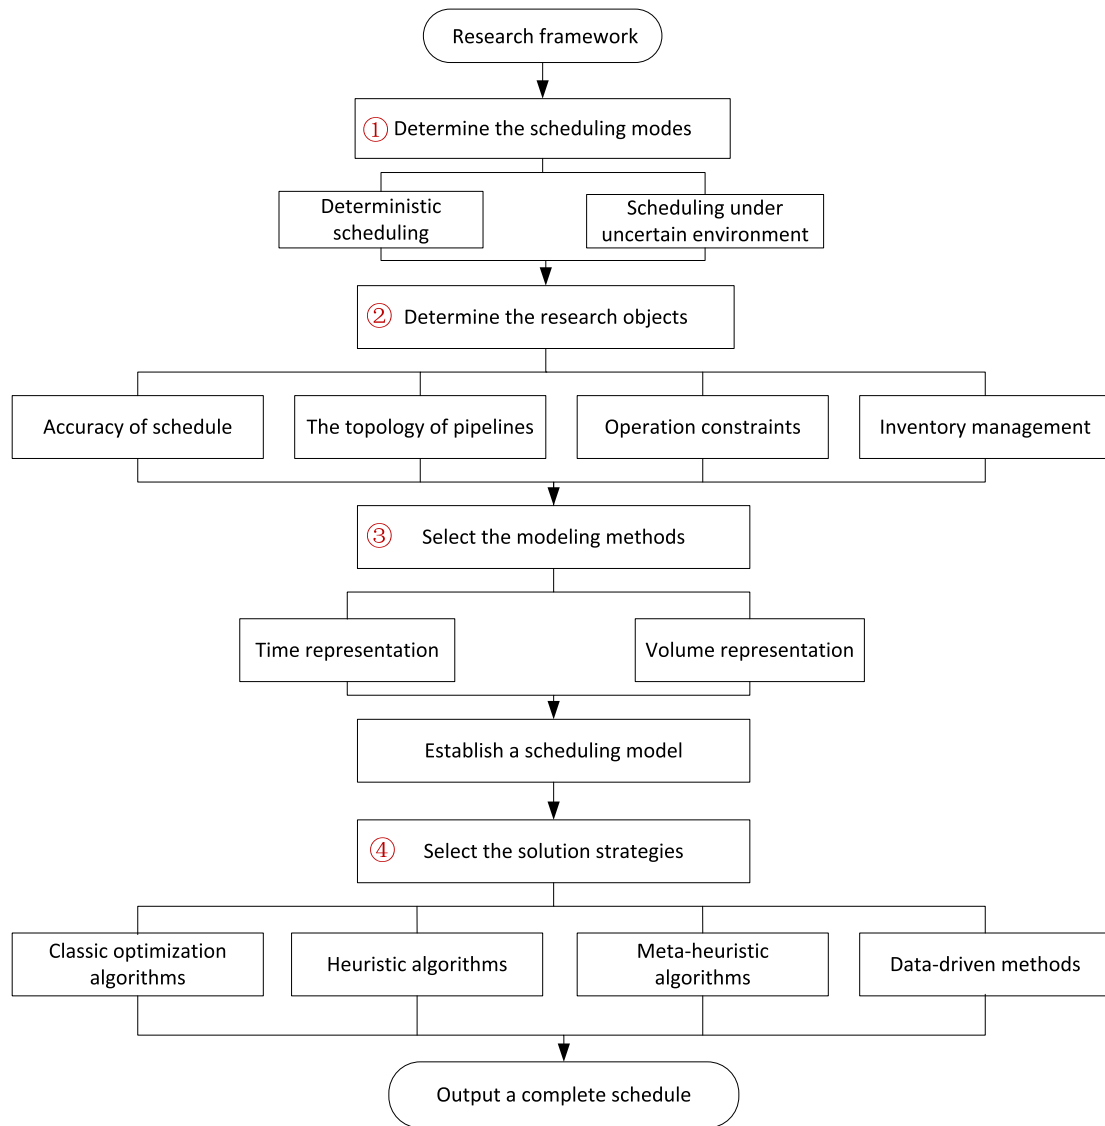 Research framework
① Determine the scheduling modes
Deterministic
scheduling
Scheduling under
uncertain environment
② Determine the research objects
Accuracy of schedule
The topology of pipelines
Operation constraints
Inventory management
③ Select the modeling methods
Time representation
Volume representation
Establish a scheduling model
④ Select the solution strategies
Classic optimization
algorithms
Heuristic algorithms
Meta-heuristic
algorithms
Data-driven methods
Output a complete schedule